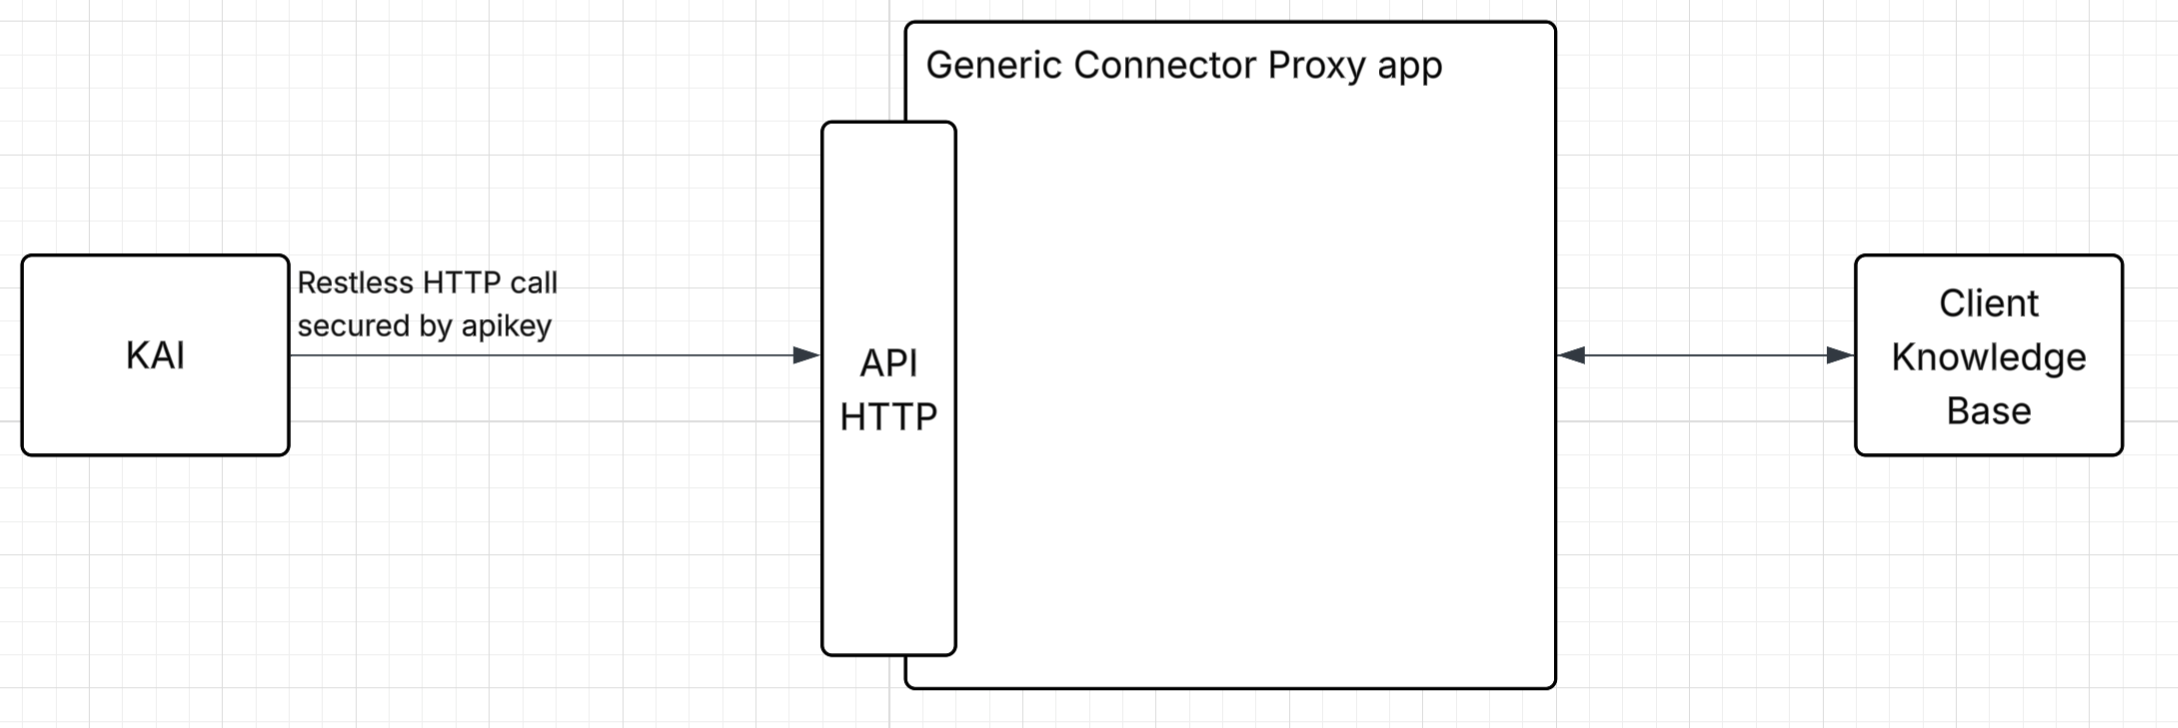 Generic Connector Proxy app
KAI
Restless HTTP call
secured by apikey
API
HTTP
Client
Knowledge
Base